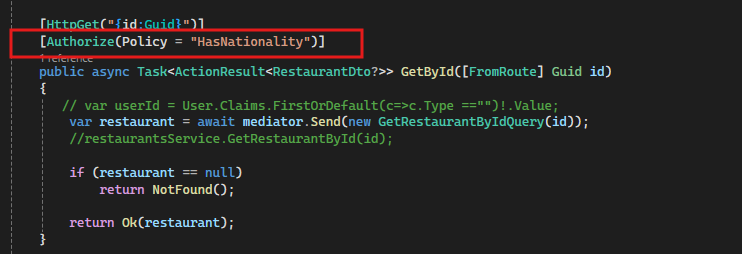 [HttpGet("{id:Guid}")]
[Authorize(Policy = "HasNationality")]
1 reference
public async Task<ActionResult<RestaurantDto?>> GetById([FromRoute] Guid id)
{
// var userId = User.Claims.FirstOrDefault(c=>c.Type =="")!.Value;
var restaurant = await mediator.Send(new GetRestaurantByIdQuery(id));
//restaurantsService.GetRestaurantById(id);
if (restaurant == null)
return NotFound();
return Ok(restaurant);
}